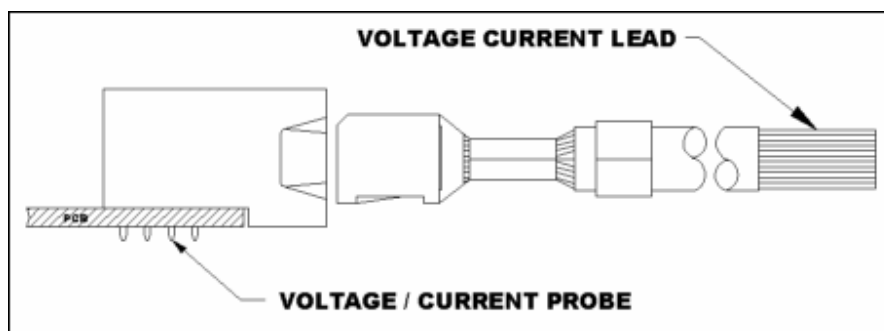 VOLTAGE CURRENT LEAD
PCB
VOLTAGE / CURRENT PROBE